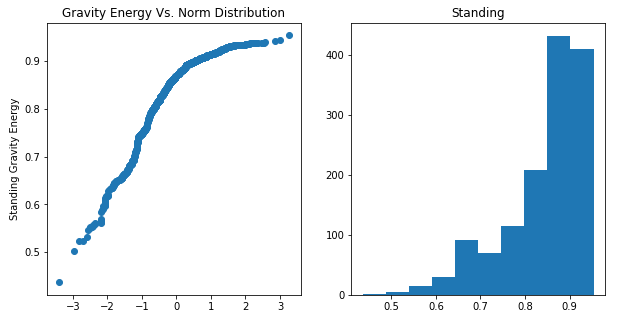 Gravity Energy Vs. Norm Distribution
Standing Gravity Energy
0.9
0.8
0.7
0.6
0.5
−3 −2 −1 0 1 2 3
Standing
400
300
200
100
0
0.5 0.6 0.7 0.8 0.9